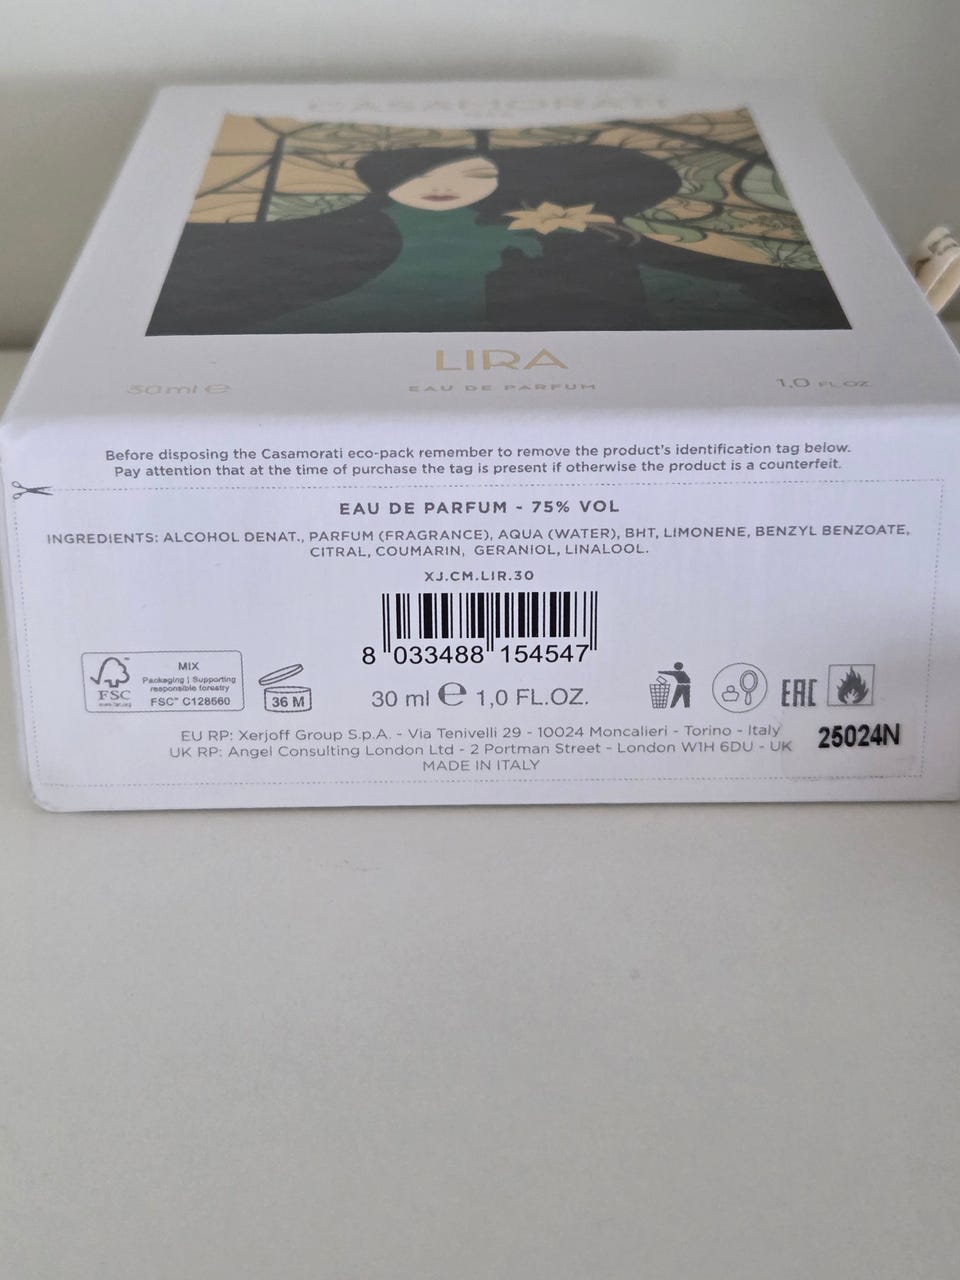 CASAMORATI
LIRA
30 ml e
EAU DE PARFUM
1.0 FL OZ.
Before disposing the Casamorati eco-pack remember to remove the product's identification tag below.
Pay attention that at the time of purchase the tag is present if otherwise the product is a counterfeit.
EAU DE PARFUM - 75% VOL
INGREDIENTS: ALCOHOL DENAT., PARFUM (FRAGRANCE), AQUA (WATER), BHT, LIMONENE, BENZYL BENZOATE,
CITRAL, COUMARIN, GERANIOL, LINALOOL.
XJ.CM.LIR.30
8 033488 154547
FSC
www.fsc.org
MIX
Packaging | Supporting
responsible forestry
FSC™ C128560
36 M
30 ml e 1,0 FL.OZ.
EAC
EU RP: Xerjoff Group S.p.A. - Via Tenivelli 29 - 10024 Moncalieri - Torino - Italy
UK RP: Angel Consulting London Ltd - 2 Portman Street - London W1H 6DU - UK
MADE IN ITALY
25024N